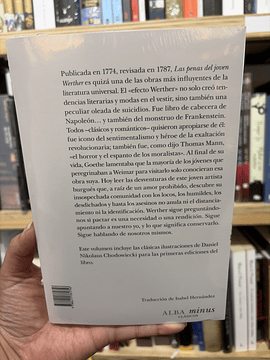 Publicada en 1774, revisada en 1787, Las penas del joven
Werther es quizá una de las obras más influyentes de la
literatura universal. El «efecto Werther» no solo creó ten-
dencias literarias y modas en el vestir, sino también una
peculiar oleada de suicidios. Fue libro de cabecera de
Napoleón… y también del monstruo de Frankenstein.
Todos –clásicos y románticos– quisieron apropiarse de él:
fue icono del sentimentalismo y héroe de la exaltación
revolucionaria; también fue, como dijo Thomas Mann,
«el horror y el espanto de los moralistas». Al final de su
vida, Goethe lamentaba que la mayoría de los jóvenes que
peregrinaban a Weimar para visitarlo solo conocieran esa
obra suya. Hoy leer las desventuras de este joven artista
burgués que, a raíz de un amor prohibido, descubre su
insospechada comunidad con los locos, los humildes, los
desdichados y hasta los asesinos no anula ni el distancia-
miento ni la identificación. Werther sigue preguntándo-
nos si pactar es una necesidad o una rendición. Sigue
apuntando a nuestro yo, y lo que significa conservarlo.
Sigue hablando de nosotros mismos.
Este volumen incluye las clásicas ilustraciones de Daniel
Nikolaus Chodowiecki para las primeras ediciones del
libro.
Traducción de Isabel Hernández
ALBA minus
CLÁSICOS